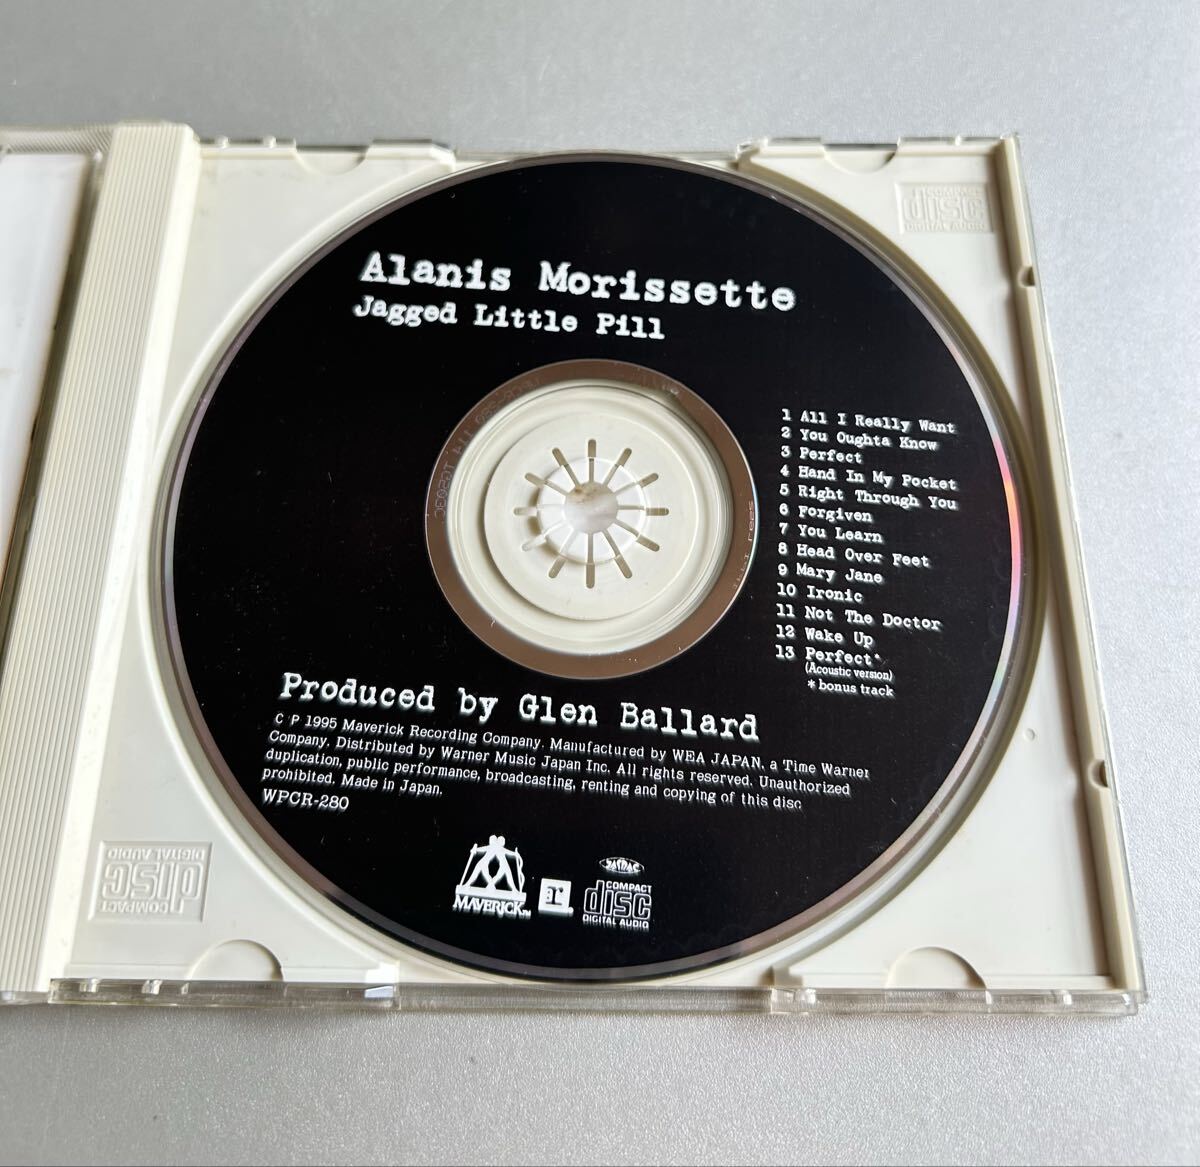 Alanis Morissette
Jagged Little Pill
1 All I Really Want
2 You Oughta Know
3 Perfect
4 Hand In My Pocket
5 Right Through You
6 Forgiven
7 You Learn
8 Head Over Feet
9 Mary Jane
10 Ironic
11 Not The Doctor
12 Wake Up
13 Perfect*
(Acoustic version)
* bonus track
Produced by Glen Ballard
C P 1995 Maverick Recording Company. Manufactured by WEA JAPAN, a Time Warner
Company. Distributed by Warner Music Japan Inc. All rights reserved. Unauthorized
duplication, public performance, broadcasting, renting and copying of this disc
prohibited. Made in Japan.
WPCR-280
MAVERICK TM
r
JASRAC
COMPACT
disc
DIGITAL AUDIO
COMPACT
disc
DIGITAL AUDIO
COMPACT
disc
DIGITAL AUDIO